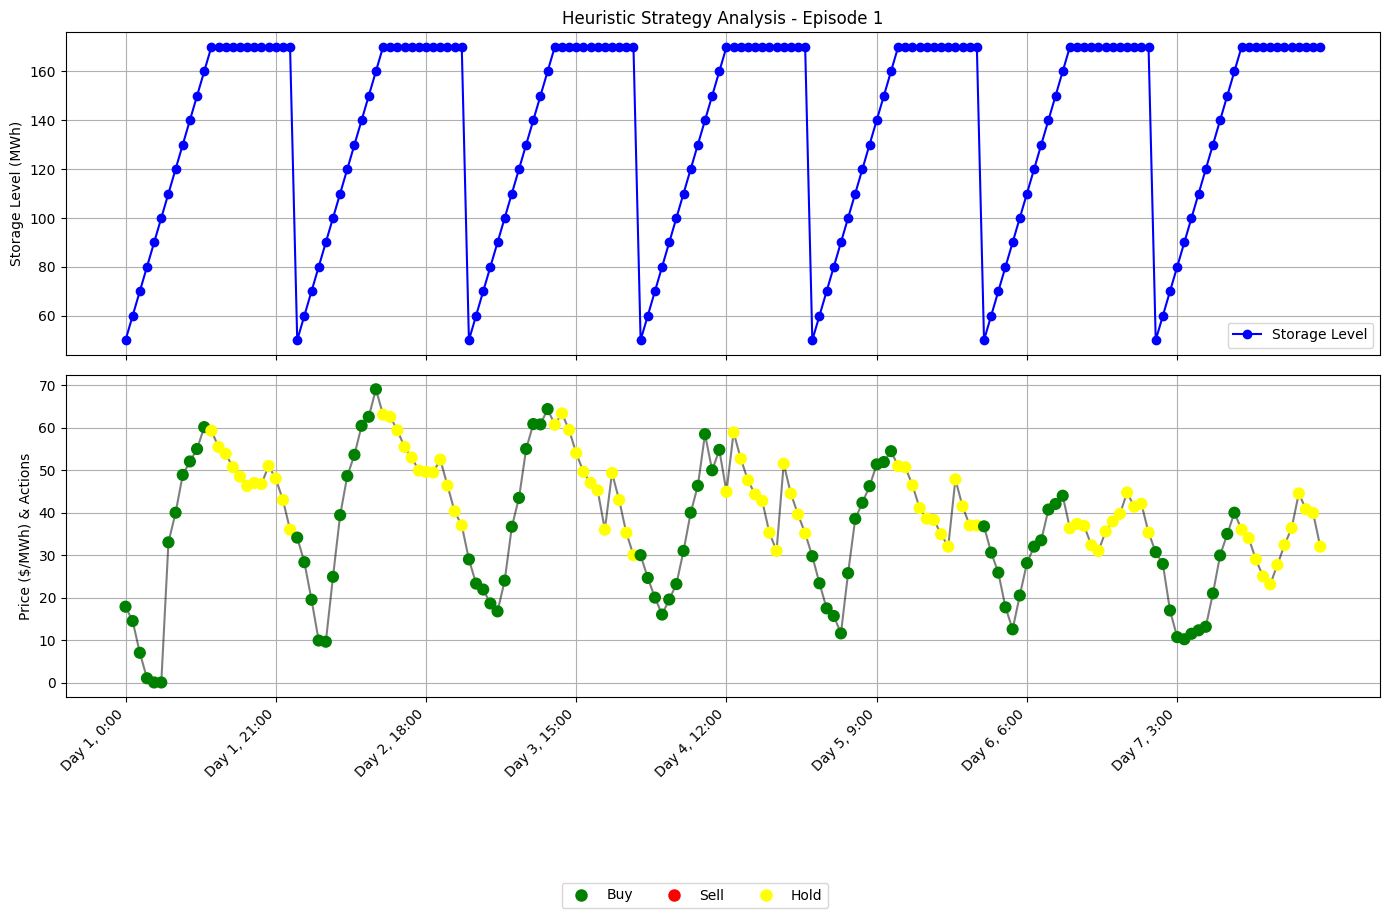 Heuristic Strategy Analysis - Episode 1
Storage Level (MWh)
160
140
120
100
80
60
Storage Level
Price ($/MWh) & Actions
70
60
50
40
30
20
10
0
Day 1, 0:00
Day 1, 21:00
Day 2, 18:00
Day 3, 15:00
Day 4, 12:00
Day 5, 9:00
Day 6, 6:00
Day 7, 3:00
Buy
Sell
Hold